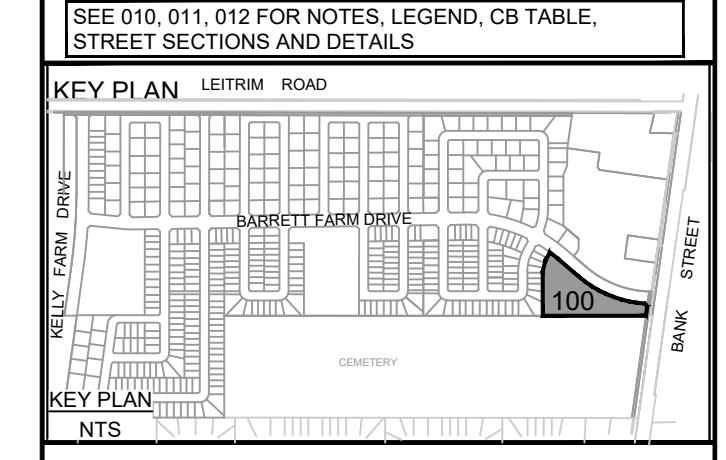 SEE 010, 011, 012 FOR NOTES, LEGEND, CB TABLE,
STREET SECTIONS AND DETAILS
KEY PLAN
LEITRIM ROAD
KELLY FARM DRIVE
BARRETT FARM DRIVE
BANK STREET
100
CEMETERY
KEY PLAN
NTS